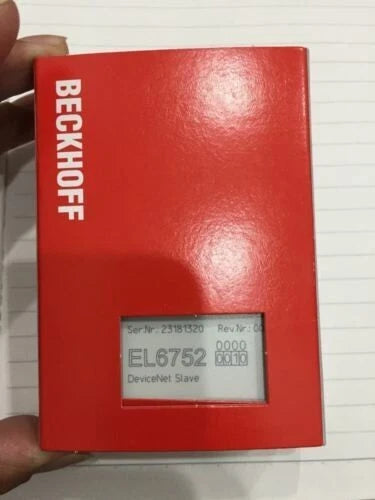 BECKHOFF
Ser.Nr: 23181320 Rev.Nr: 00
EL6752 0000
0010
DeviceNet Slave